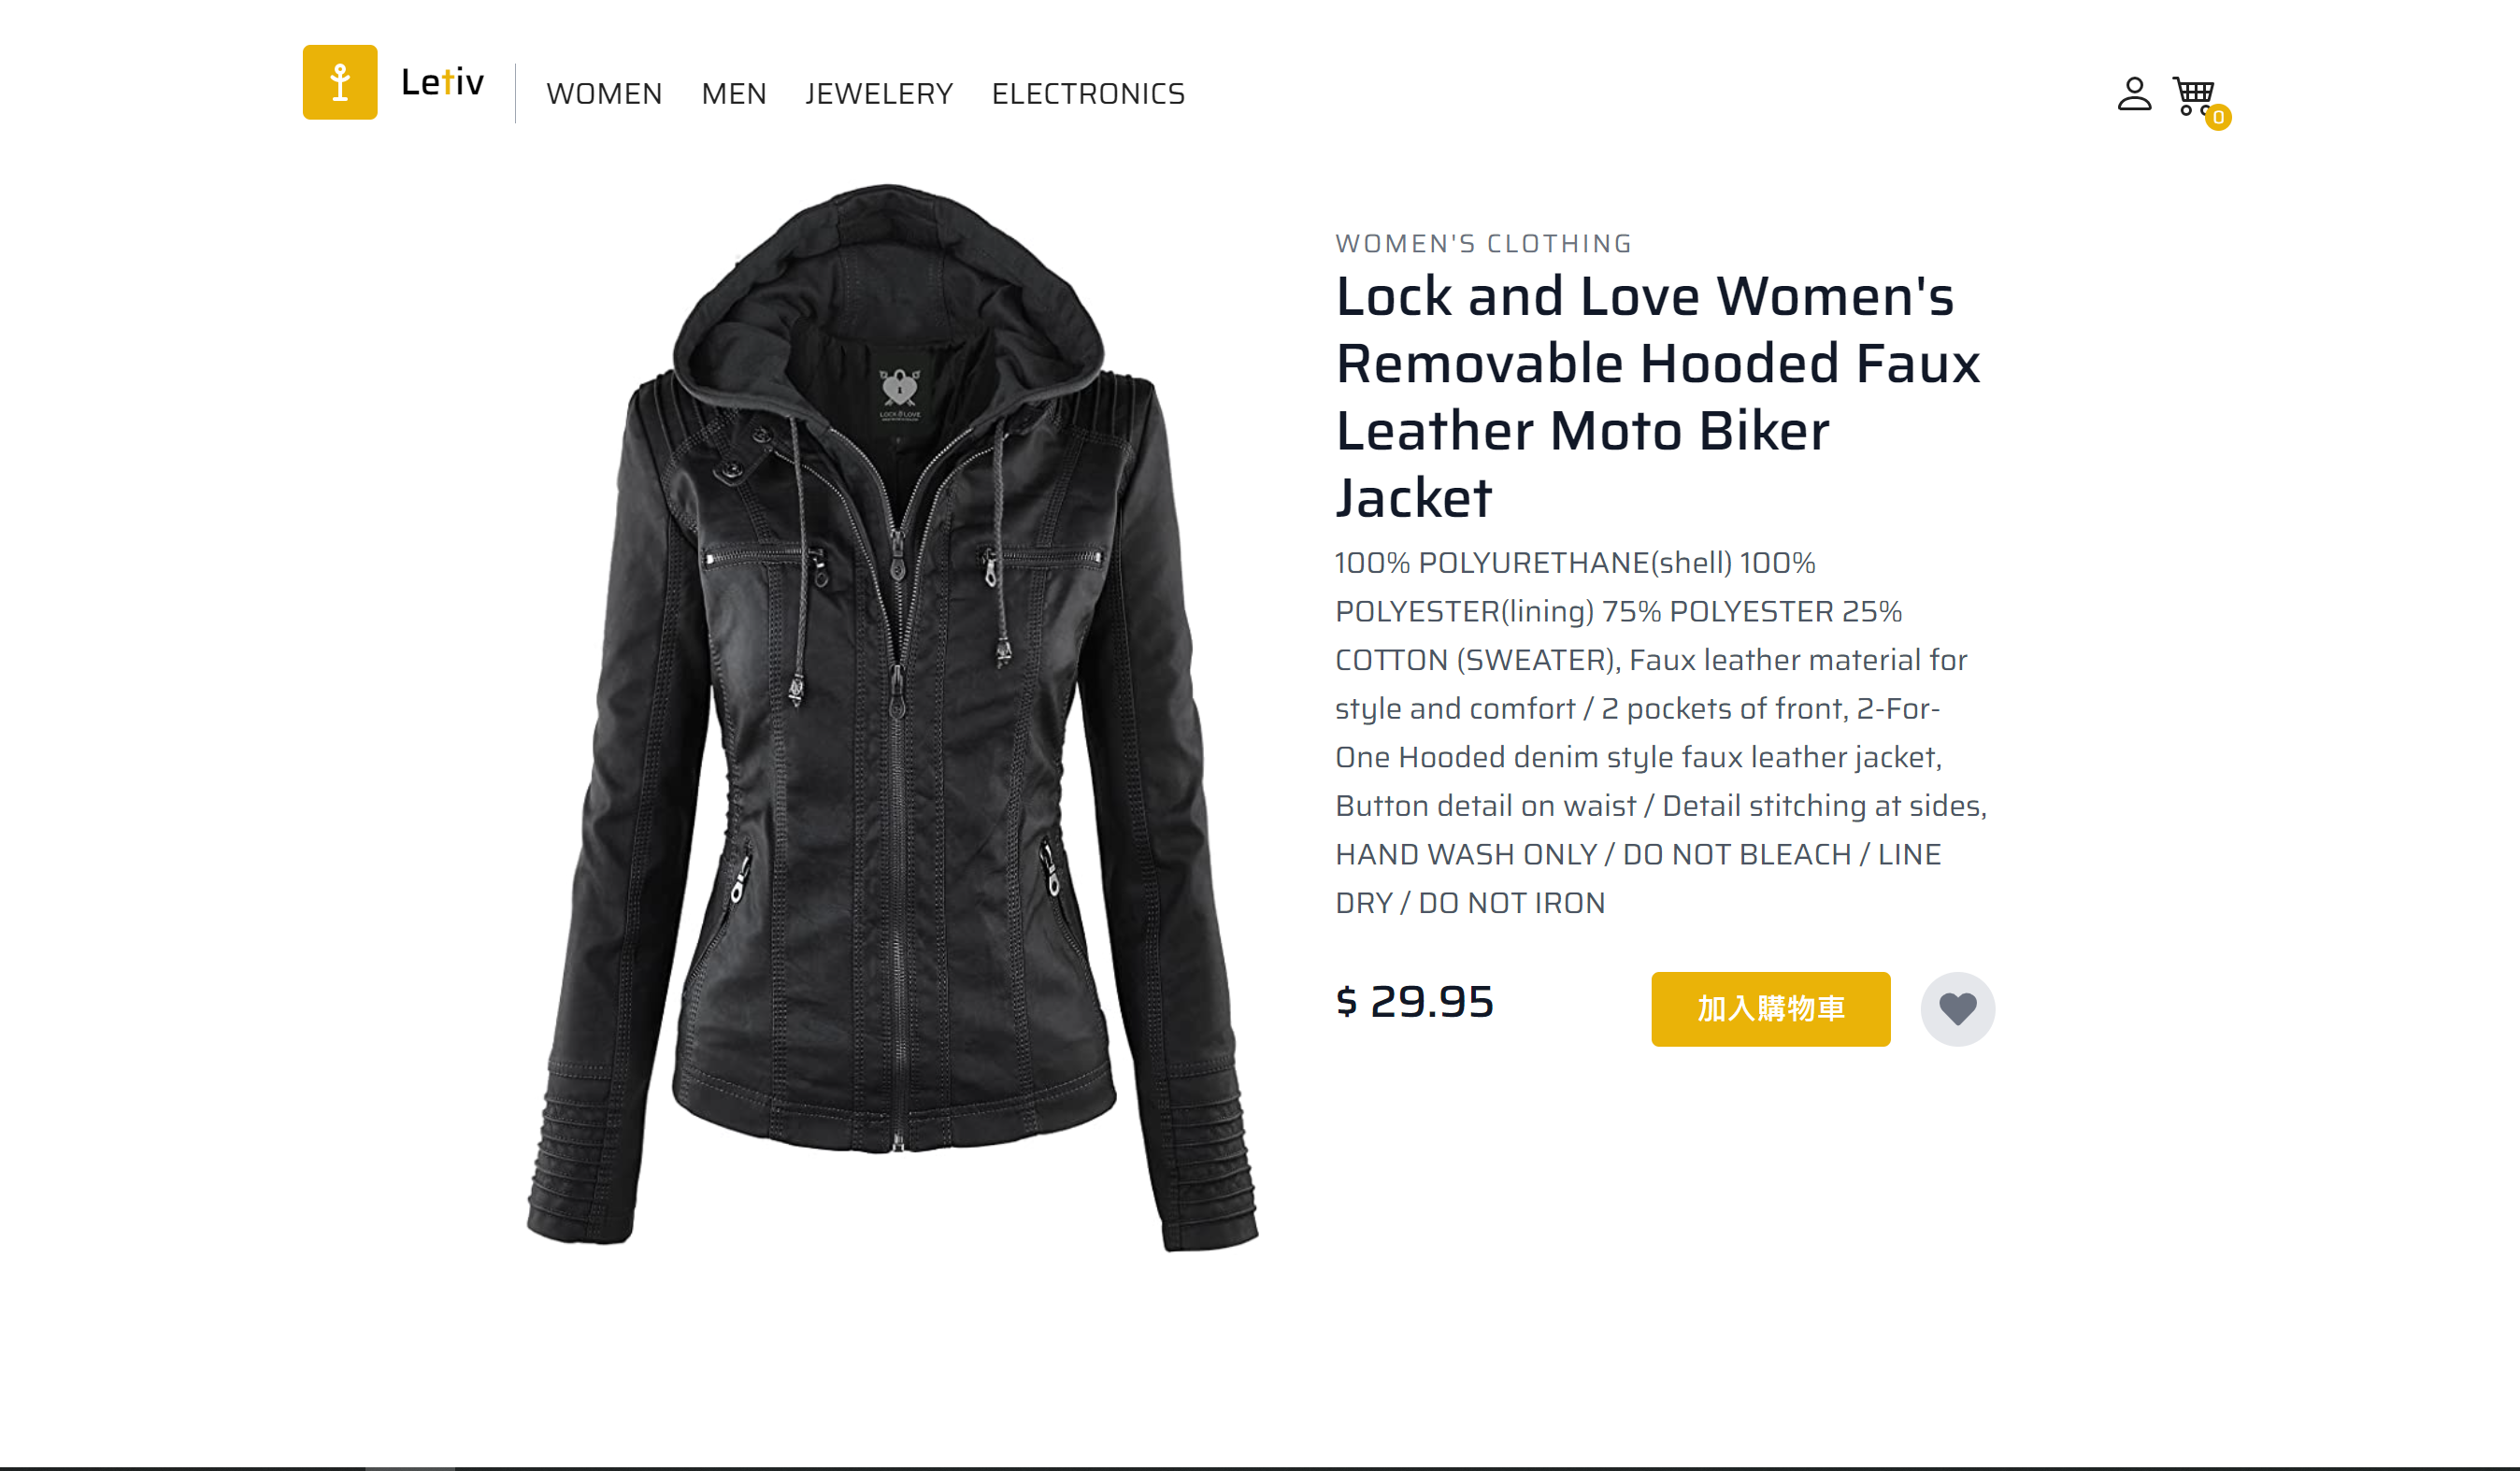 Letiv
WOMEN MEN JEWELERY ELECTRONICS
0
LOCK & LOVE
WOMEN'S CLOTHING
Lock and Love Women's
Removable Hooded Faux
Leather Moto Biker
Jacket
100% POLYURETHANE(shell) 100%
POLYESTER(lining) 75% POLYESTER 25%
COTTON (SWEATER), Faux leather material for
style and comfort / 2 pockets of front, 2-For-
One Hooded denim style faux leather jacket,
Button detail on waist / Detail stitching at sides,
HAND WASH ONLY / DO NOT BLEACH / LINE
DRY / DO NOT IRON
$ 29.95
加入購物車